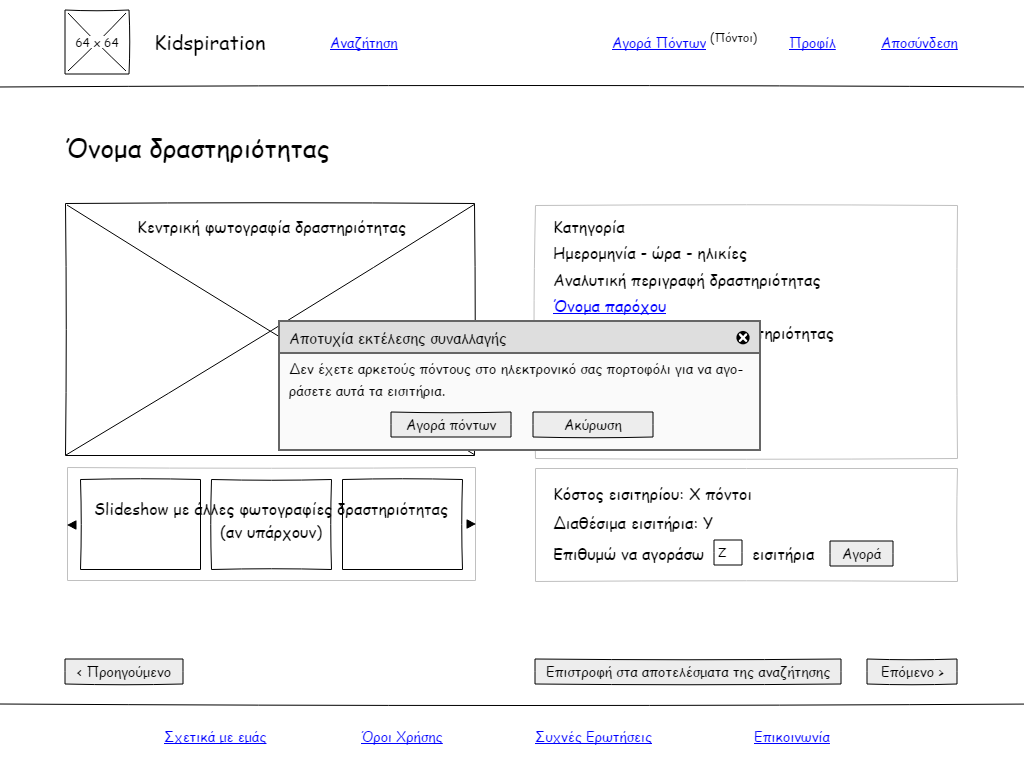 64 x 64
Kidspiration
Αναζήτηση
Αγορά Πόντων (Πόντοι)
Προφίλ
Αποσύνδεση
Όνομα δραστηριότητας
Κεντρική φωτογραφία δραστηριότητας
Κατηγορία
Ημερομηνία - ώρα - ηλικίες
Αναλυτική περιγραφή δραστηριότητας
Όνομα παρόχου
τηριότητας
Αποτυχία εκτέλεσης συναλλαγής
Δεν έχετε αρκετούς πόντους στο ηλεκτρονικό σας πορτοφόλι για να αγο-
ράσετε αυτά τα εισιτήρια.
Αγορά πόντων
Ακύρωση
Slideshow με άλλες φωτογραφίες δραστηριότητας
(αν υπάρχουν)
Κόστος εισιτηρίου: Χ πόντοι
Διαθέσιμα εισιτήρια: Υ
Επιθυμώ να αγοράσω Ζ εισιτήρια Αγορά
< Προηγούμενο
Επιστροφή στα αποτελέσματα της αναζήτησης
Επόμενο >
Σχετικά με εμάς
Όροι Χρήσης
Συχνές Ερωτήσεις
Επικοινωνία